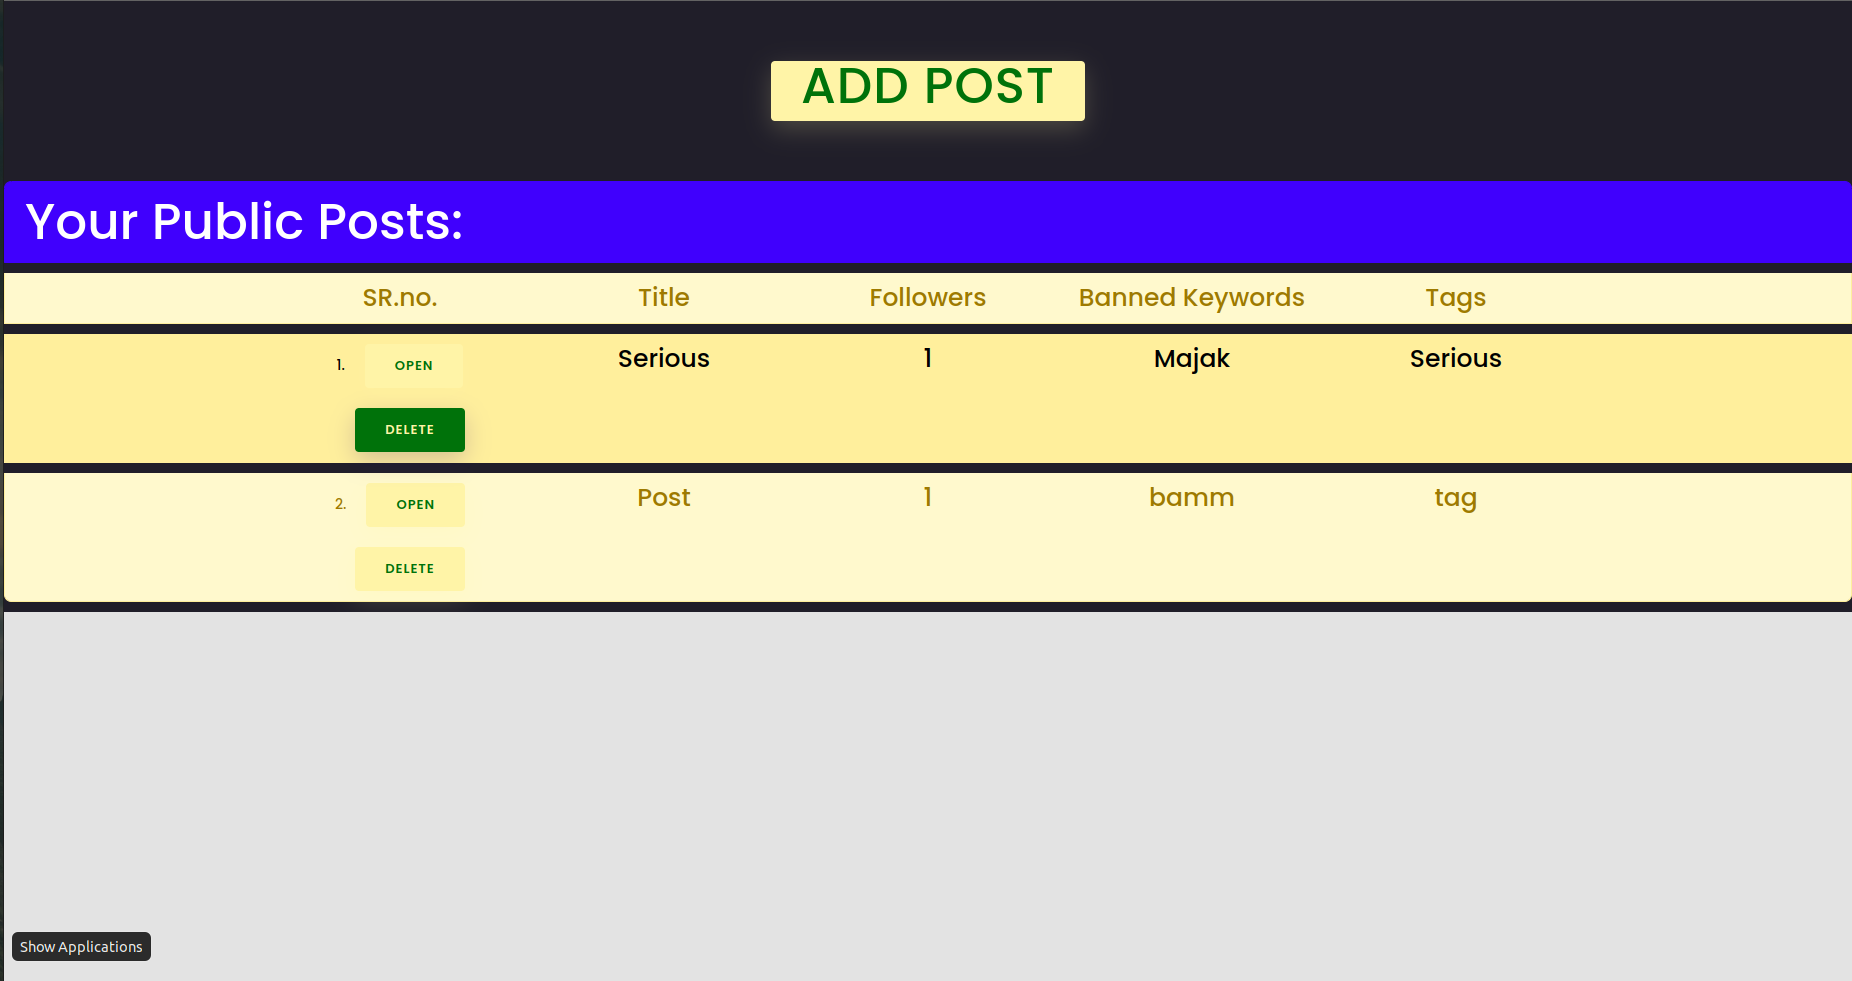 ADD POST
Your Public Posts:
SR.no. Title Followers Banned Keywords Tags
1. OPEN Serious 1 Majak Serious
DELETE
2. OPEN Post 1 bamm tag
DELETE
Show Applications